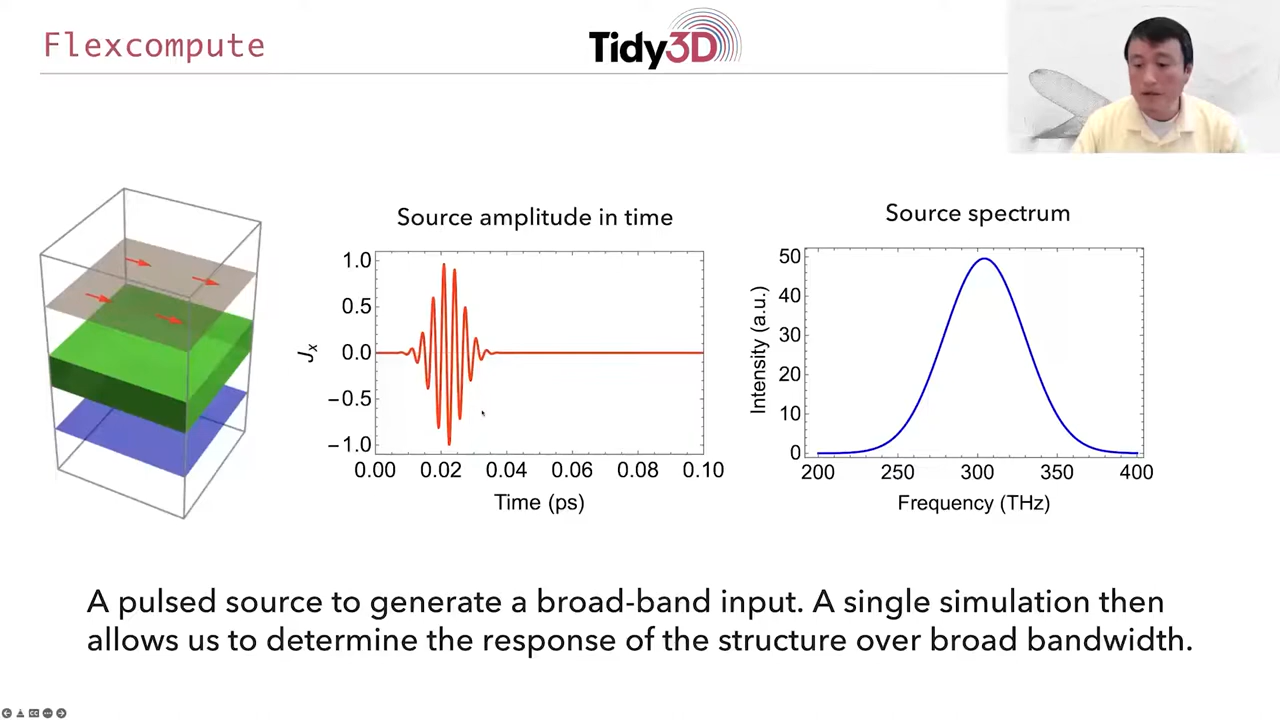 Flexcompute
Tidy3D
Source amplitude in time
Source spectrum
1.0
0.5
0.0
−0.5
−1.0
Jx
0.00 0.02 0.04 0.06 0.08 0.10
Time (ps)
50
40
30
20
10
0
Intensity (a.u.)
200 250 300 350 400
Frequency (THz)
A pulsed source to generate a broad-band input. A single simulation then
allows us to determine the response of the structure over broad bandwidth.